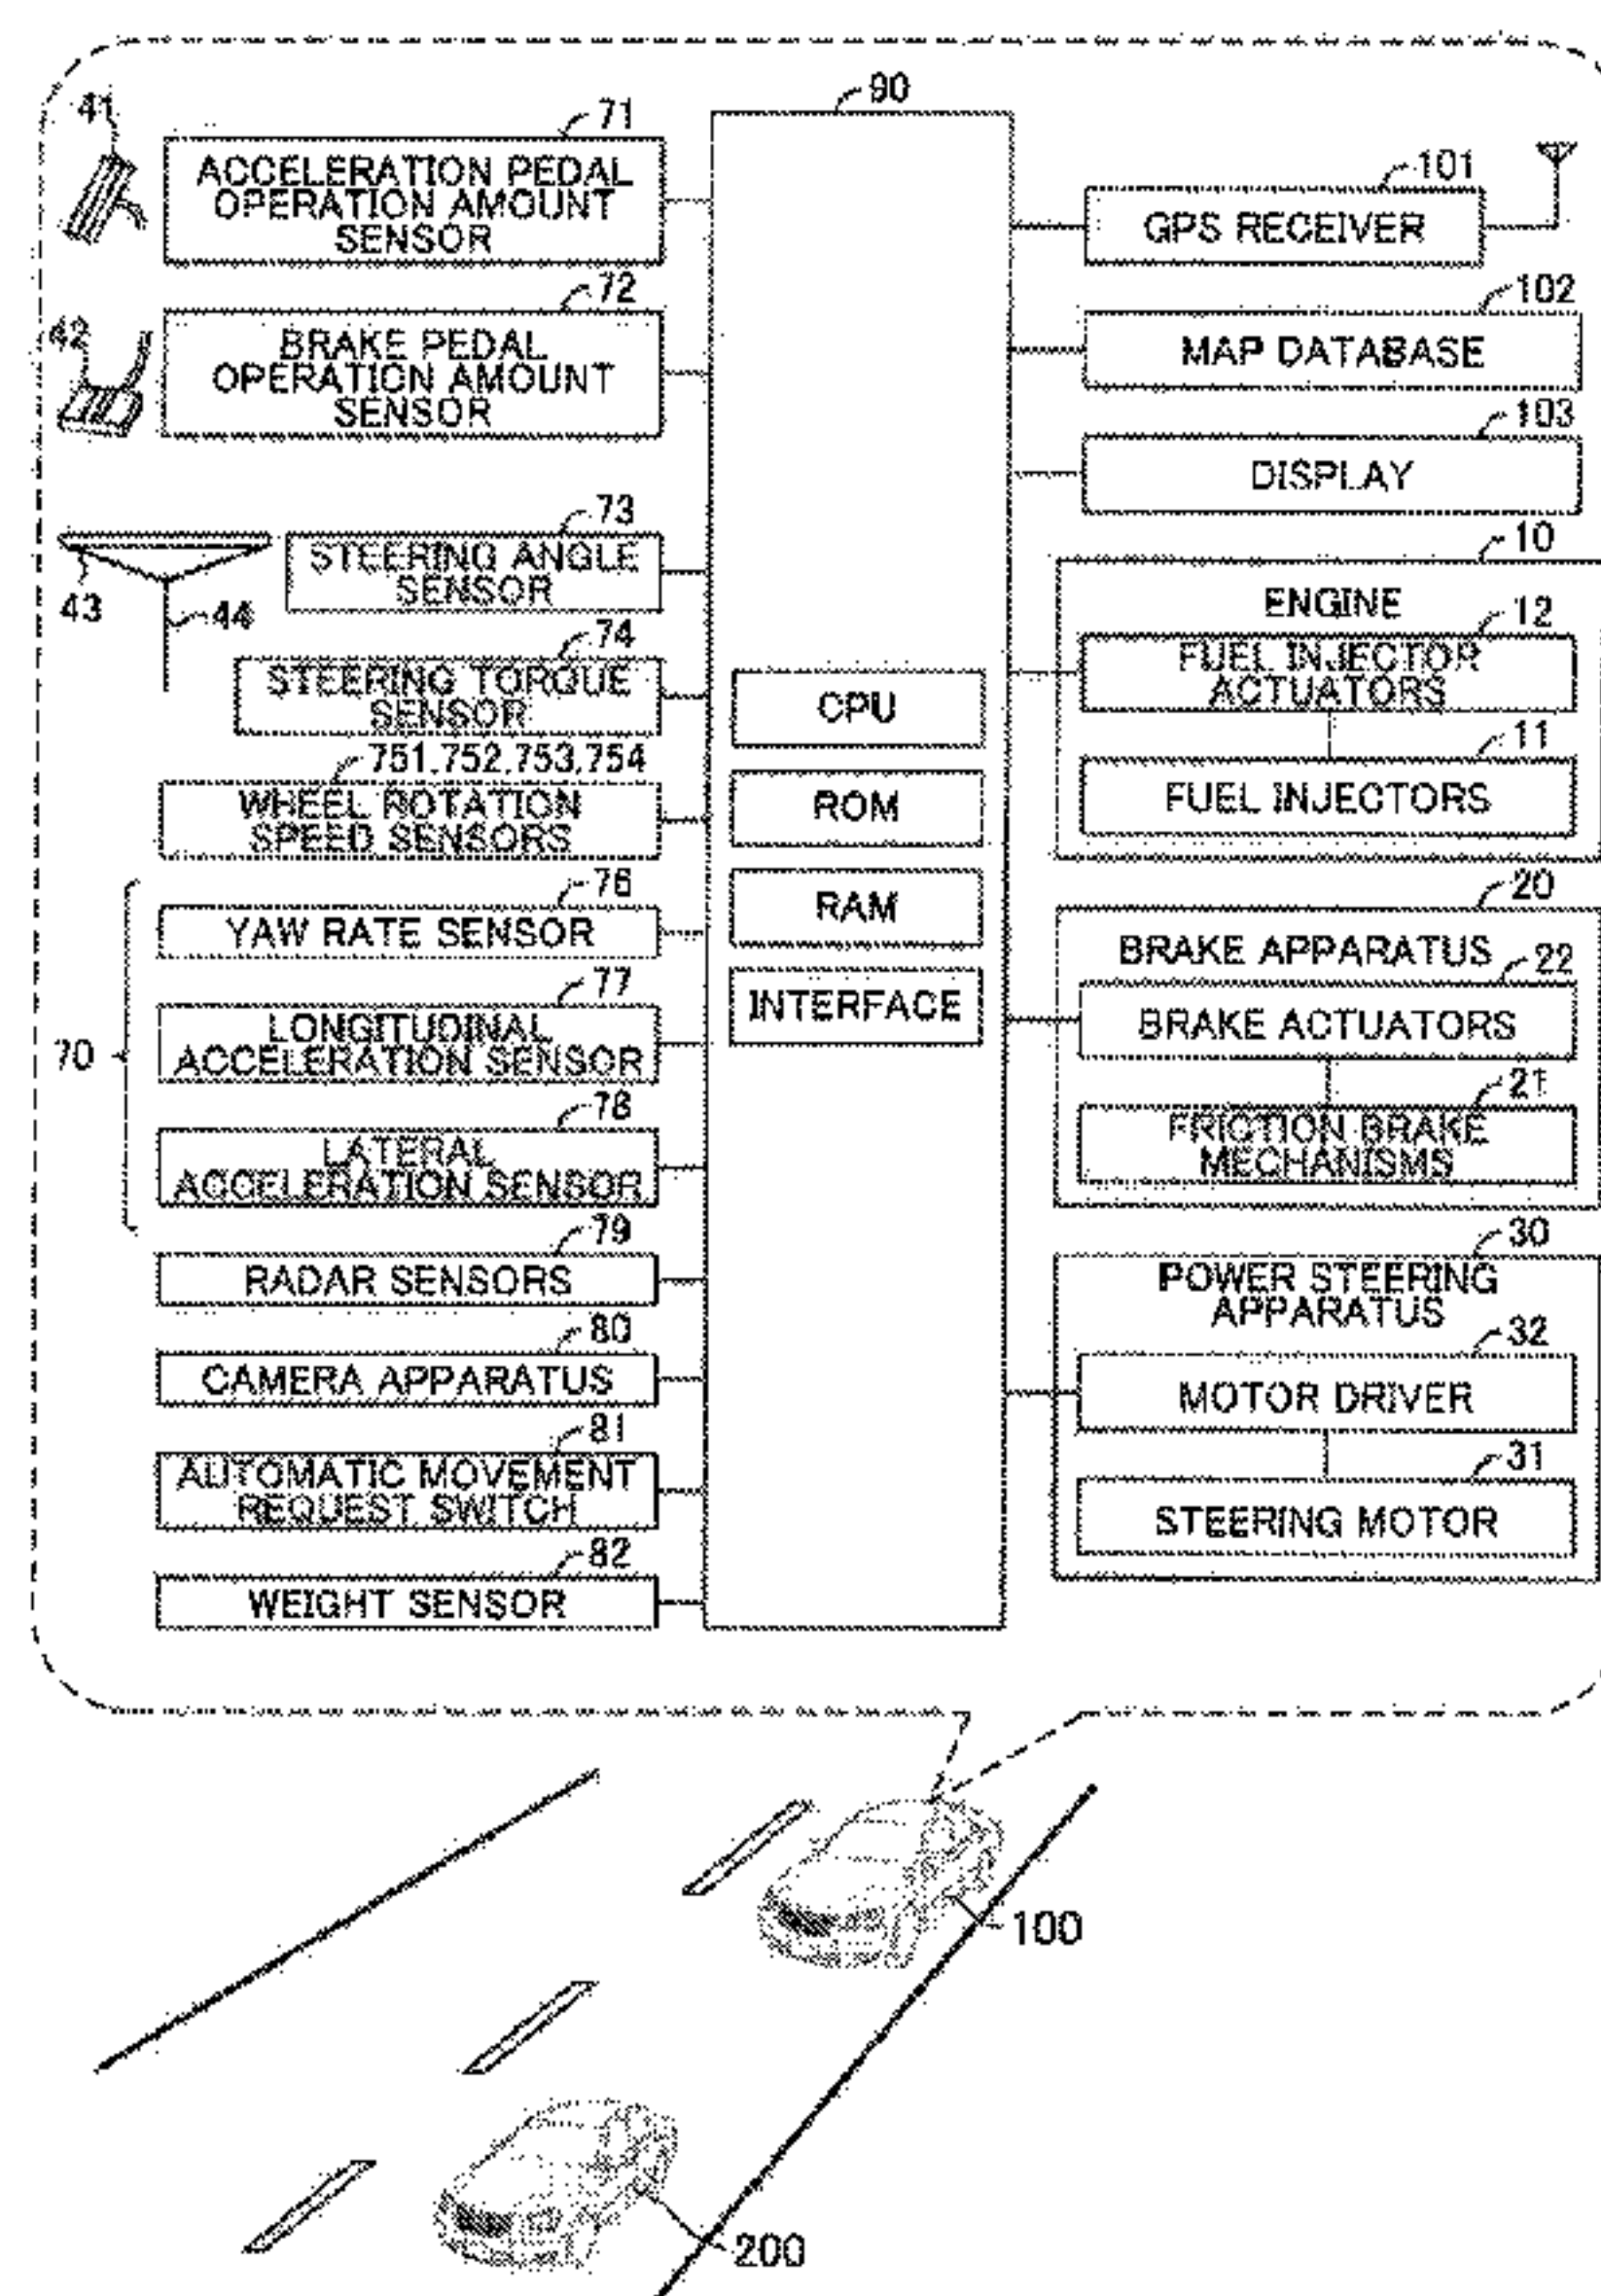 90
41
71
ACCELERATION PEDAL
OPERATION AMOUNT
SENSOR
101
GPS RECEIVER
72
42
BRAKE PEDAL
OPERATION AMOUNT
SENSOR
102
MAP DATABASE
103
DISPLAY
73
STEERING ANGLE
SENSOR
43
44
10
ENGINE
12
FUEL INJECTOR
ACTUATORS
74
STEERING TORQUE
SENSOR
CPU
11
FUEL INJECTORS
751,752,753,754
WHEEL ROTATION
SPEED SENSORS
ROM
76
YAW RATE SENSOR
RAM
20
BRAKE APPARATUS
22
BRAKE ACTUATORS
77
LONGITUDINAL
ACCELERATION SENSOR
INTERFACE
70
21
FRICTION BRAKE
MECHANISMS
78
LATERAL
ACCELERATION SENSOR
79
RADAR SENSORS
30
POWER STEERING
APPARATUS
80
CAMERA APPARATUS
32
MOTOR DRIVER
81
AUTOMATIC MOVEMENT
REQUEST SWITCH
31
STEERING MOTOR
82
WEIGHT SENSOR
100
200